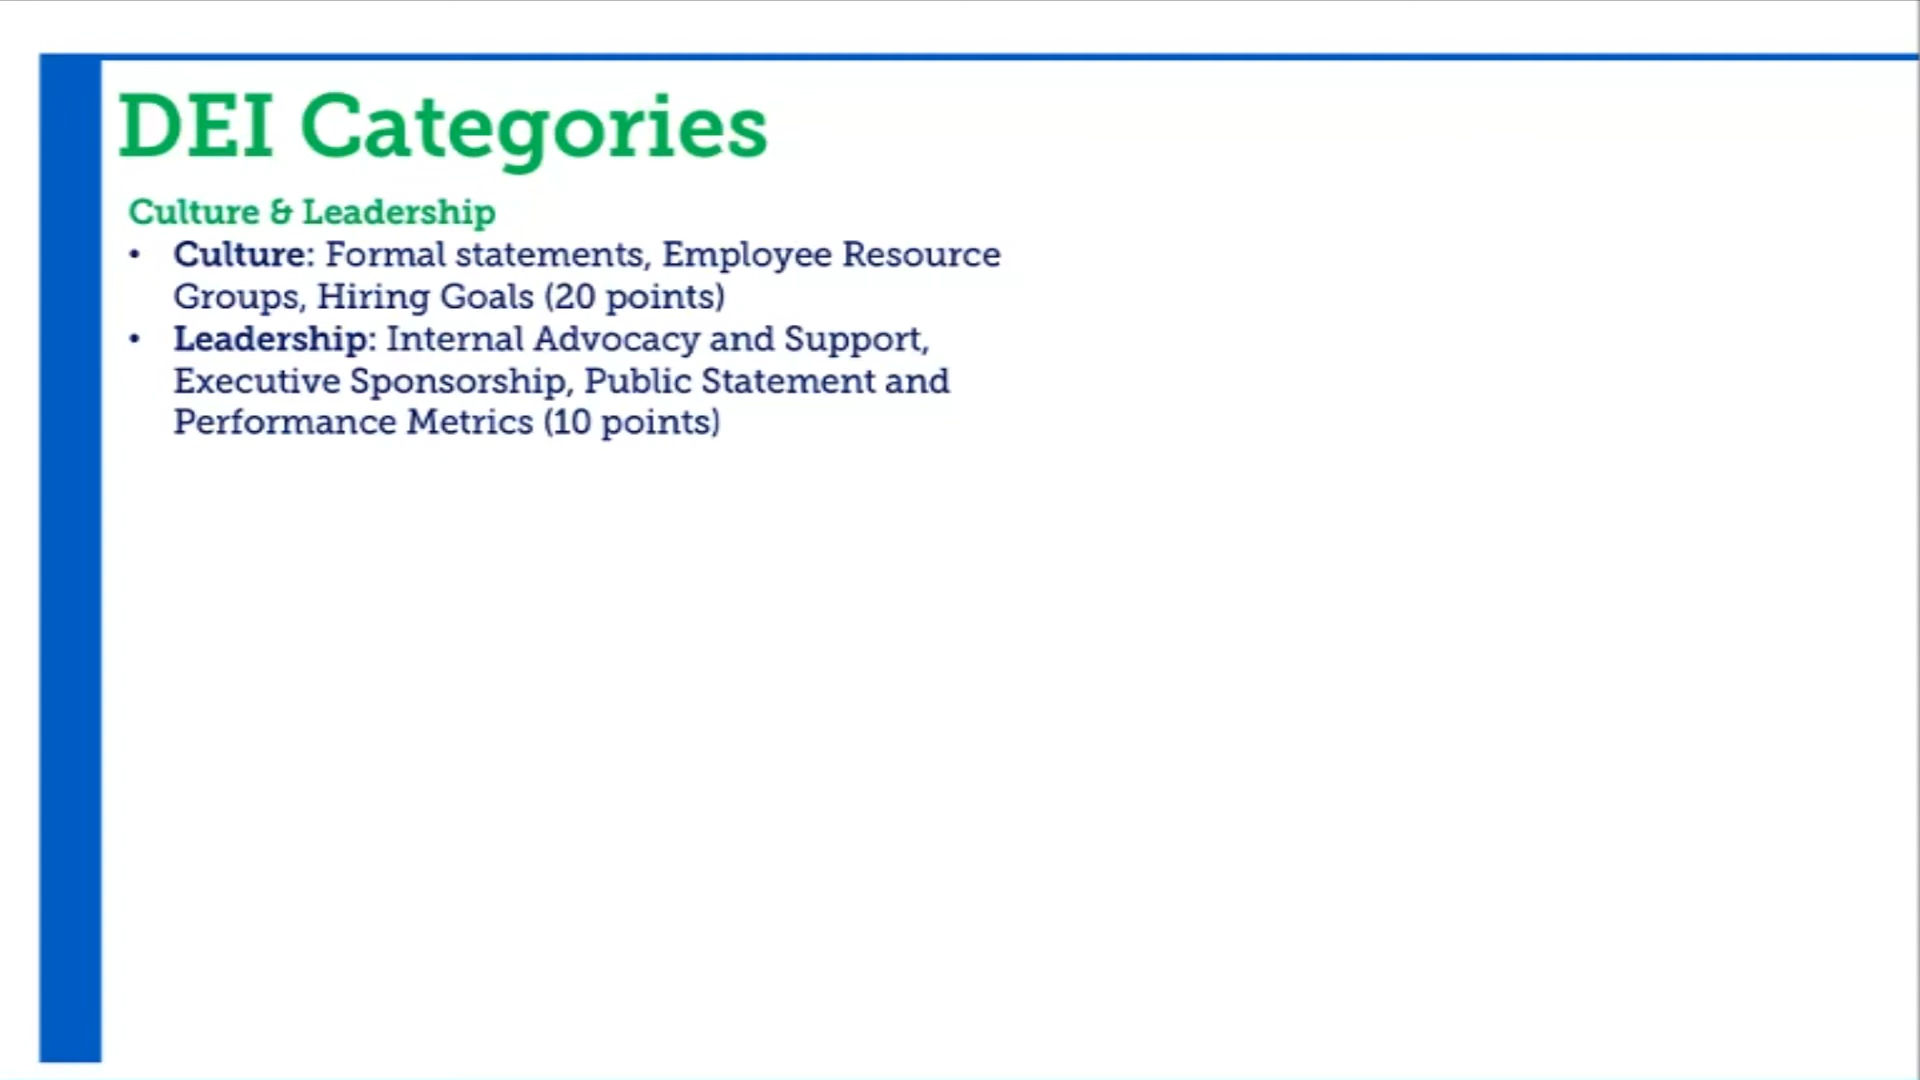 DEI Categories
Culture & Leadership
• Culture: Formal statements, Employee Resource
Groups, Hiring Goals (20 points)
• Leadership: Internal Advocacy and Support,
Executive Sponsorship, Public Statement and
Performance Metrics (10 points)